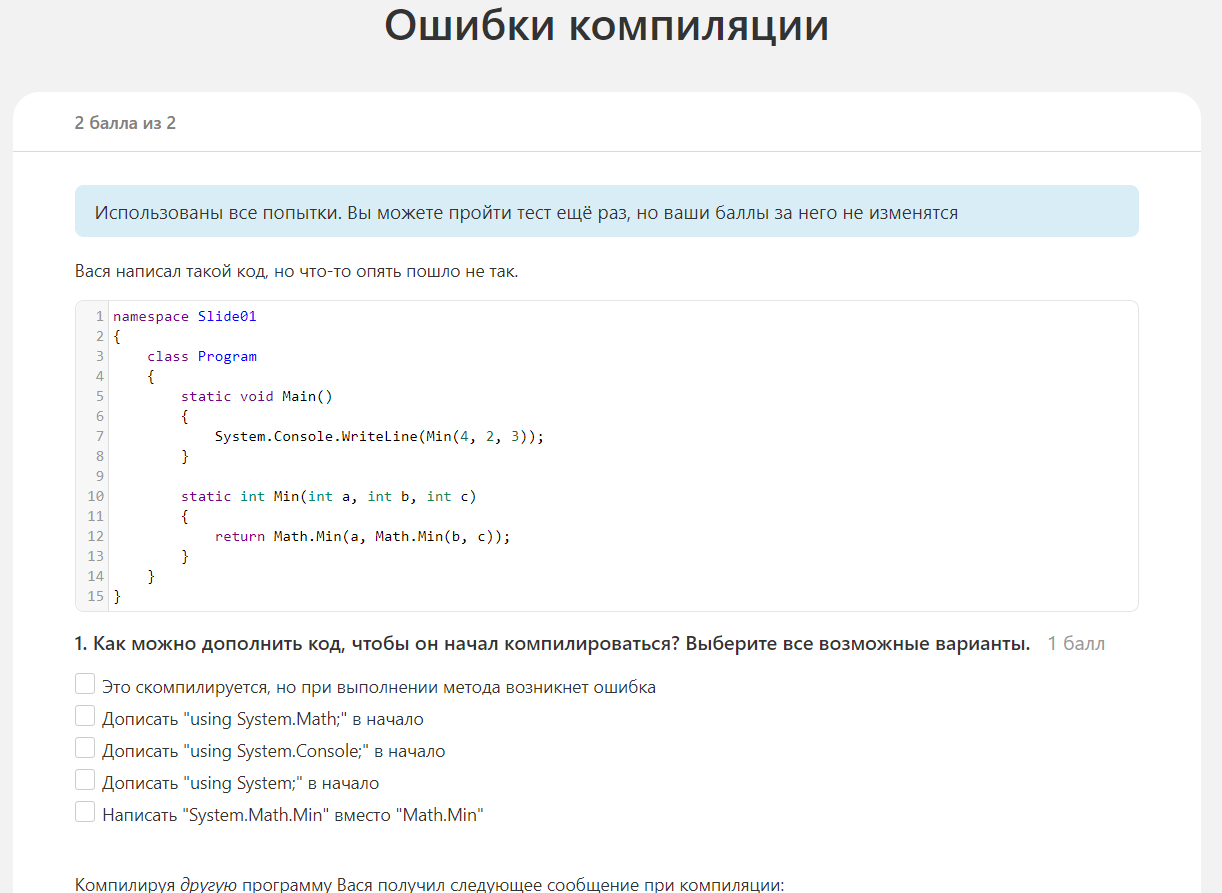 Ошибки компиляции
2 балла из 2
Использованы все попытки. Вы можете пройти тест ещё раз, но ваши баллы за него не изменятся
Вася написал такой код, но что-то опять пошло не так.
1 namespace Slide01
2 {
3     class Program
4     {
5         static void Main()
6         {
7             System.Console.WriteLine(Min(4, 2, 3));
8         }
9
10         static int Min(int a, int b, int c)
11         {
12             return Math.Min(a, Math.Min(b, c));
13         }
14     }
15 }
1. Как можно дополнить код, чтобы он начал компилироваться? Выберите все возможные варианты. 1 балл
Это скомпилируется, но при выполнении метода возникнет ошибка
Дописать "using System.Math;" в начало
Дописать "using System.Console;" в начало
Дописать "using System;" в начало
Написать "System.Math.Min" вместо "Math.Min"
Компилируя другую программу Вася получил следующее сообщение при компиляции: